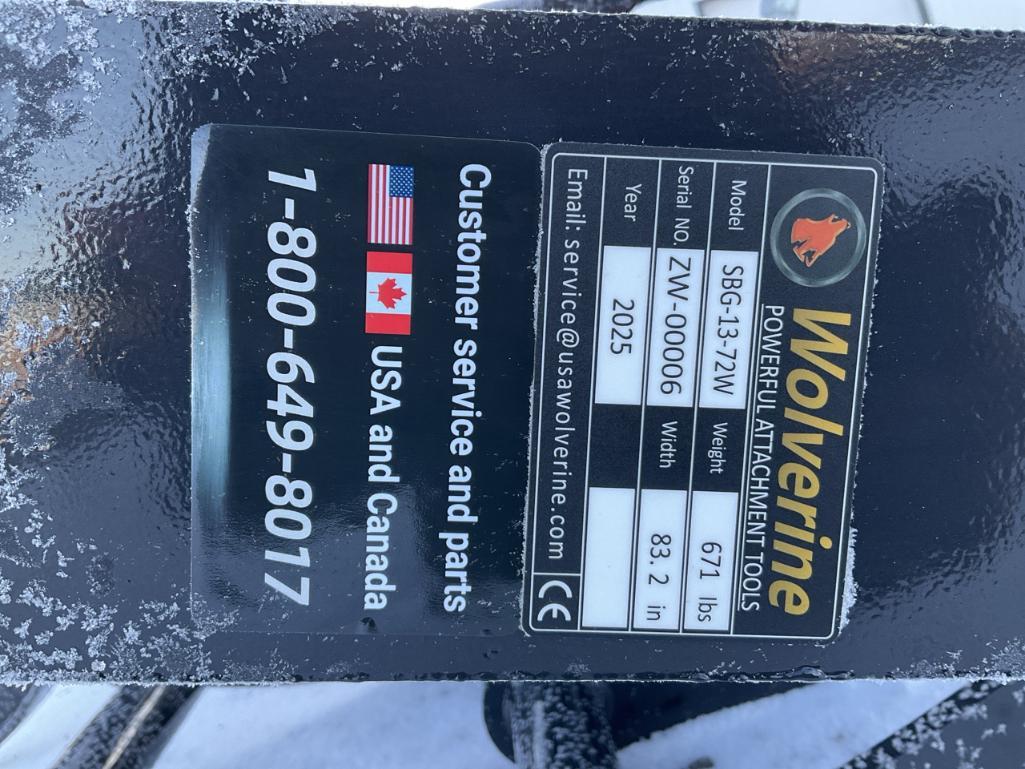 Wolverine
POWERFUL ATTACHMENT TOOLS
Model SBG-13-72W Weight 671 lbs
Serial NO. ZW-00006 Width 83. 2 in
Year 2025
Email: service@usawolverine.com CE
Customer service and parts
USA and Canada
1-800-649-8017